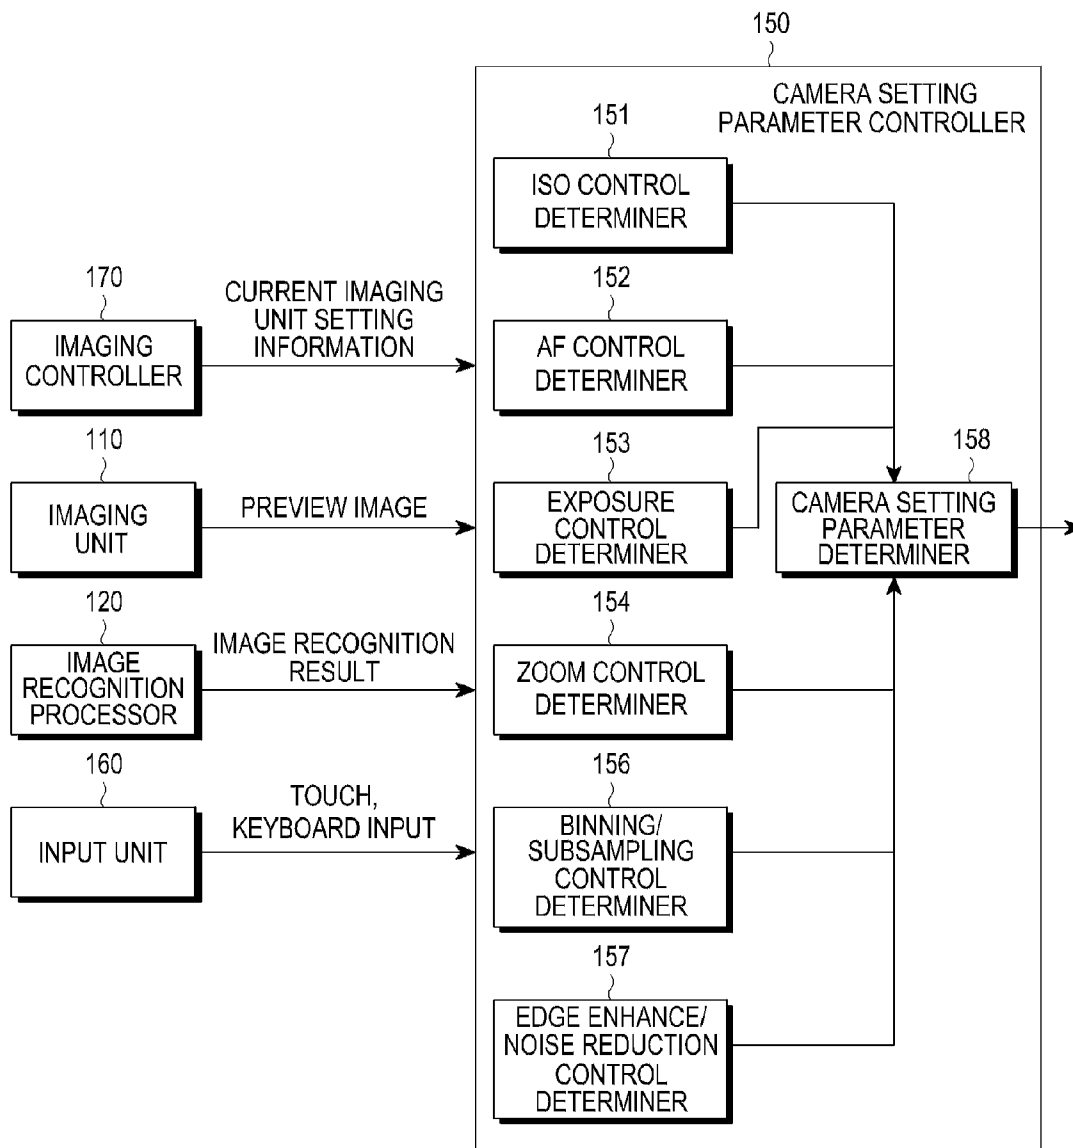 150
CAMERA SETTING
PARAMETER CONTROLLER
151
ISO CONTROL
DETERMINER
170
IMAGING
CONTROLLER
CURRENT IMAGING
UNIT SETTING
INFORMATION
152
AF CONTROL
DETERMINER
110
IMAGING
UNIT
PREVIEW IMAGE
153
EXPOSURE
CONTROL
DETERMINER
158
CAMERA SETTING
PARAMETER
DETERMINER
120
IMAGE
RECOGNITION
PROCESSOR
IMAGE RECOGNITION
RESULT
154
ZOOM CONTROL
DETERMINER
160
INPUT UNIT
TOUCH,
KEYBOARD INPUT
156
BINNING/
SUBSAMPLING
CONTROL
DETERMINER
157
EDGE ENHANCE/
NOISE REDUCTION
CONTROL
DETERMINER